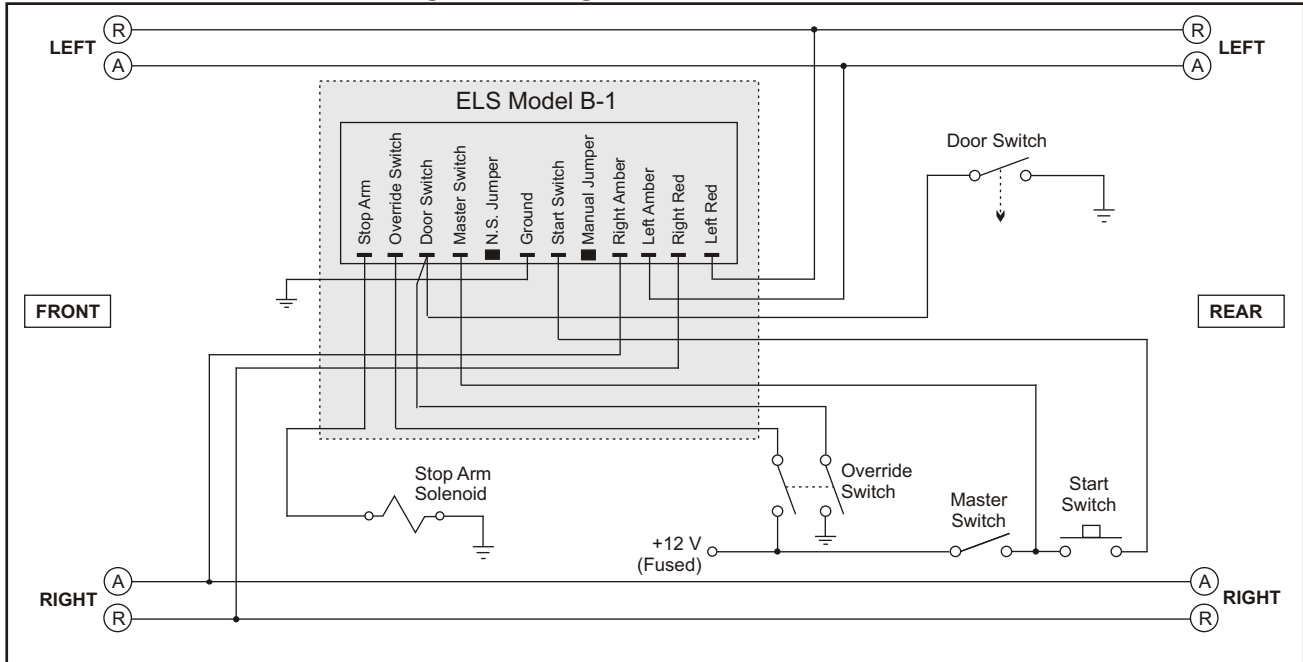 R
LEFT
A
R
LEFT
A
ELS Model B-1
Stop Arm
Override Switch
Door Switch
Master Switch
N.S. Jumper
Ground
Start Switch
Manual Jumper
Right Amber
Left Amber
Right Red
Left Red
Door Switch
FRONT
REAR
Stop Arm
Solenoid
Override
Switch
Master
Switch
Start
Switch
+12 V
(Fused)
A
RIGHT
R
A
RIGHT
R